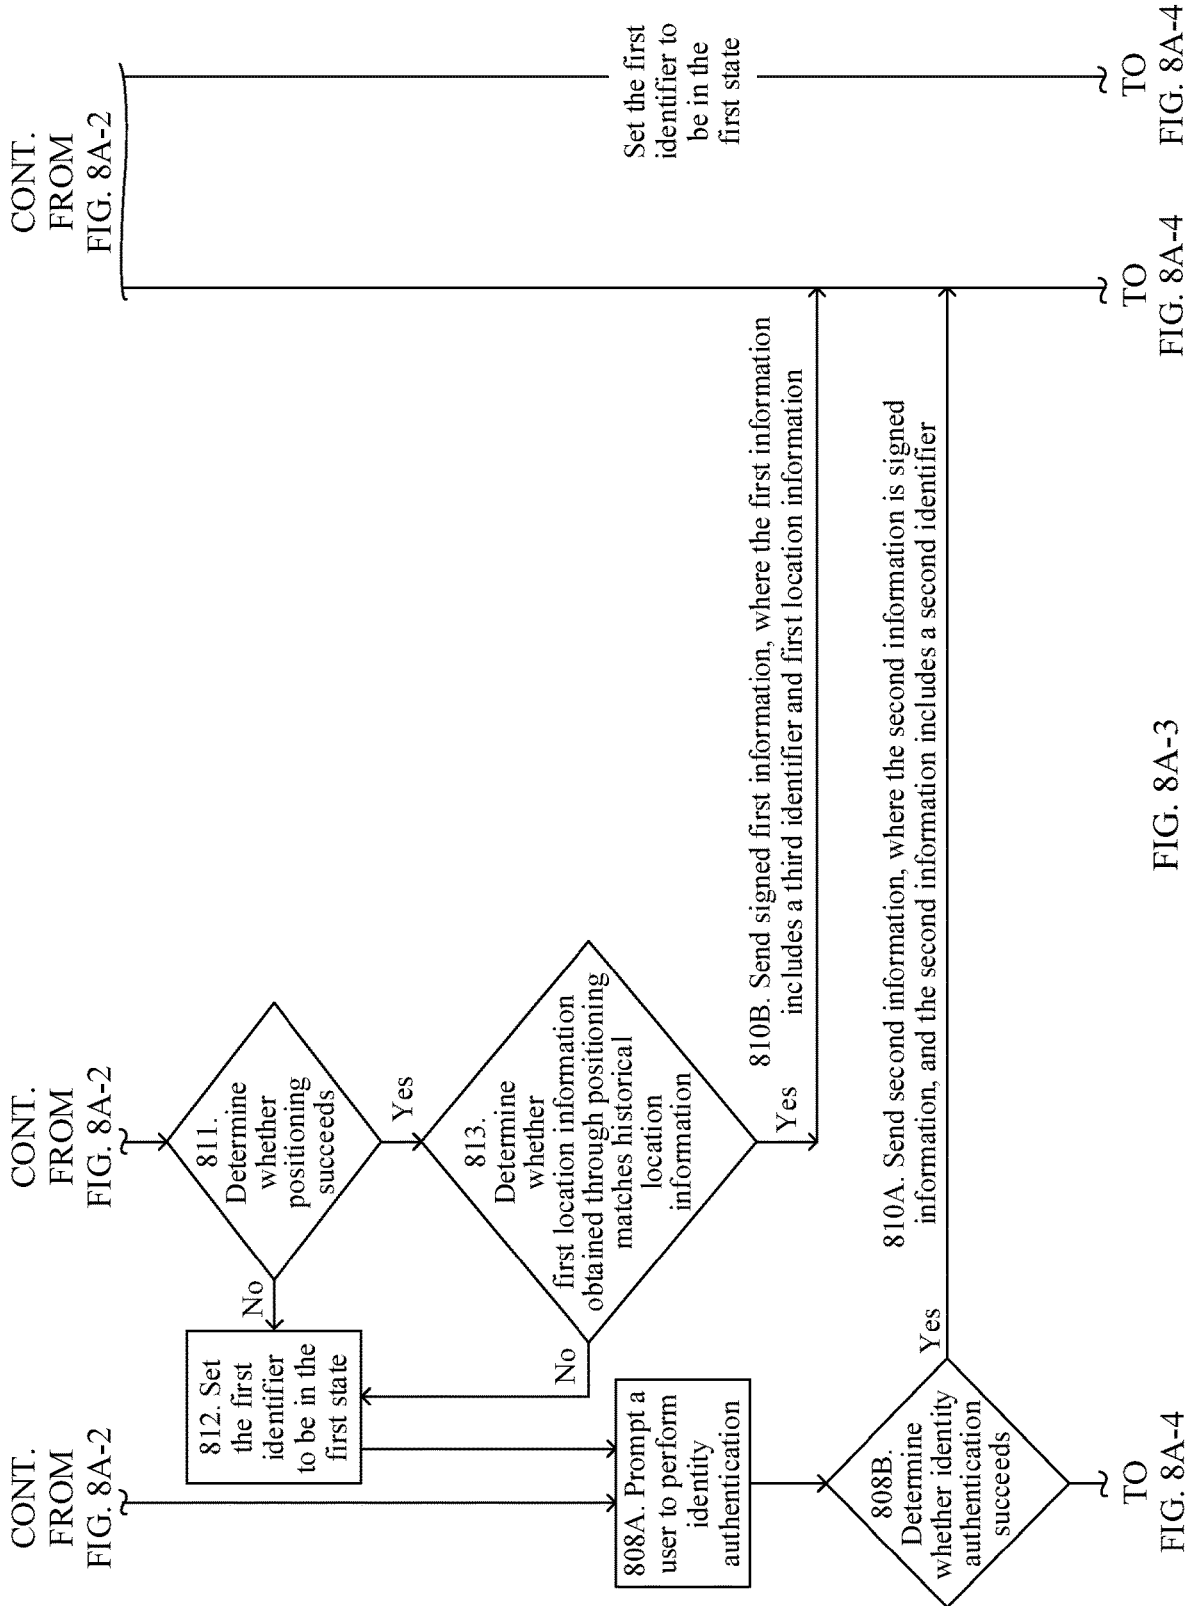 CONT.
FROM
FIG. 8A-2
CONT.
FROM
FIG. 8A-2
CONT.
FROM
FIG. 8A-2
811.
Determine
whether
positioning
succeeds
No
Yes
812. Set
the first
identifier
to be in the
first state
813.
Determine
whether
first location information
obtained through positioning
matches historical
location
information
No
Yes
Set the first
identifier to
be in the
first state
808A. Prompt a
user to perform
identity
authentication
810B. Send signed first information, where the first information
includes a third identifier and first location information
808B.
Determine
whether identity
authentication
succeeds
Yes
810A. Send second information, where the second information is signed
information, and the second information includes a second identifier
TO
FIG. 8A-4
TO
FIG. 8A-4
TO
FIG. 8A-4
FIG. 8A-3